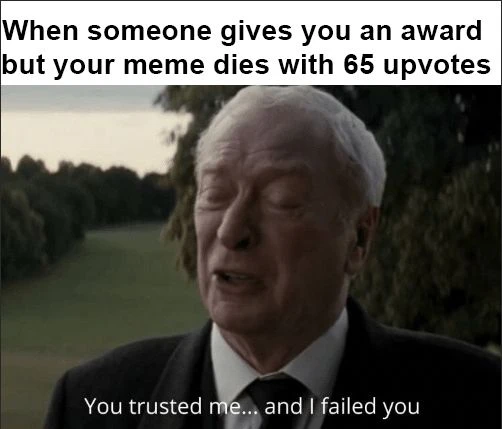 When someone gives you an award
but your meme dies with 65 upvotes
You trusted me... and I failed you